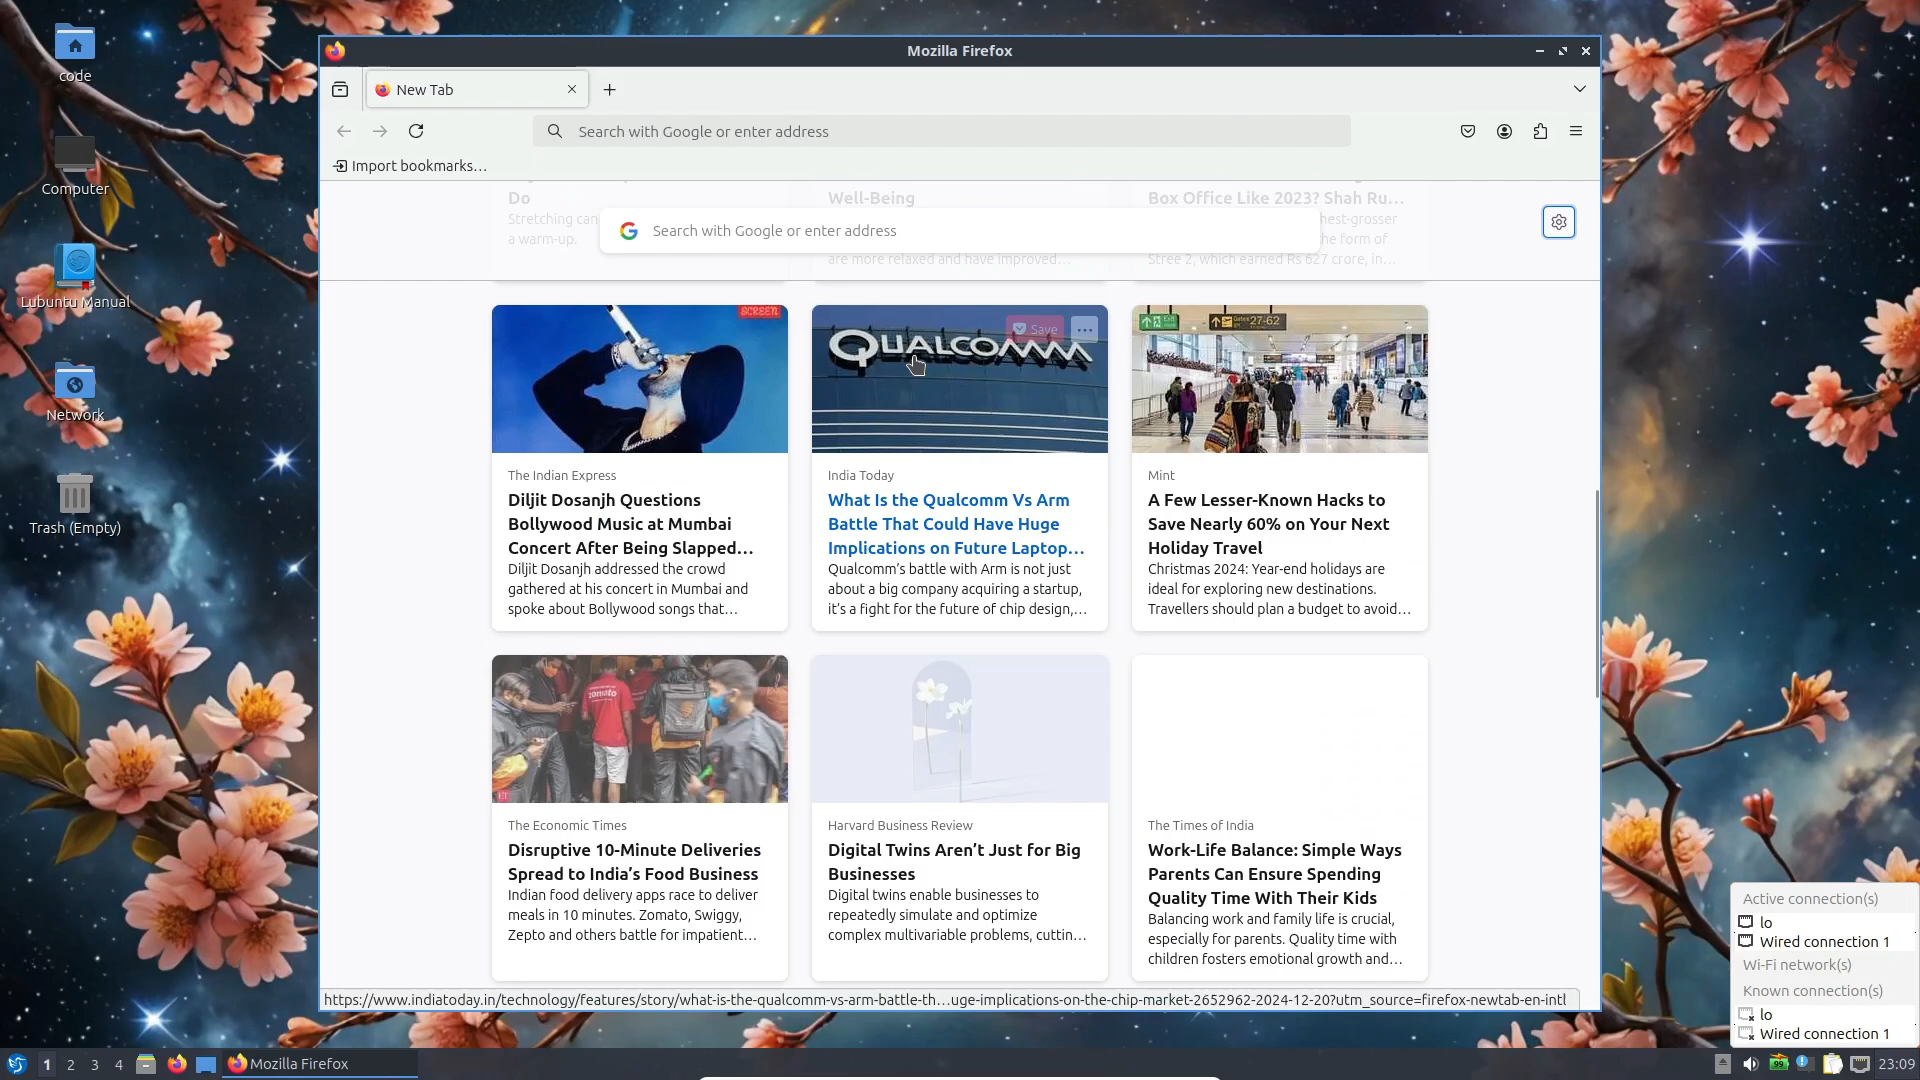 Mozilla Firefox
New Tab
Search with Google or enter address
Import bookmarks...
Do
Stretching can
a warm-up.
Well-Being
are more relaxed and have improved...
Box Office Like 2023? Shah Ru...
hest-grosser
he form of
Stree 2, which earned Rs 627 crore, in...
Search with Google or enter address
code
Computer
Lubuntu Manual
Network
Trash (Empty)
SCREEN
The Indian Express
Diljit Dosanjh Questions
Bollywood Music at Mumbai
Concert After Being Slapped...
Diljit Dosanjh addressed the crowd
gathered at his concert in Mumbai and
spoke about Bollywood songs that...
QUALCOMM
Save
India Today
What Is the Qualcomm Vs Arm
Battle That Could Have Huge
Implications on Future Laptop...
Qualcomm's battle with Arm is not just
about a big company acquiring a startup,
it's a fight for the future of chip design,...
Exit
Gates 27-62
Mint
A Few Lesser-Known Hacks to
Save Nearly 60% on Your Next
Holiday Travel
Christmas 2024: Year-end holidays are
ideal for exploring new destinations.
Travellers should plan a budget to avoid...
zomato
ET
The Economic Times
Disruptive 10-Minute Deliveries
Spread to India's Food Business
Indian food delivery apps race to deliver
meals in 10 minutes. Zomato, Swiggy,
Zepto and others battle for impatient...
Harvard Business Review
Digital Twins Aren't Just for Big
Businesses
Digital twins enable businesses to
repeatedly simulate and optimize
complex multivariable problems, cuttin...
The Times of India
Work-Life Balance: Simple Ways
Parents Can Ensure Spending
Quality Time With Their Kids
Balancing work and family life is crucial,
especially for parents. Quality time with
children fosters emotional growth and...
https://www.indiatoday.in/technology/features/story/what-is-the-qualcomm-vs-arm-battle-th...uge-implications-on-the-chip-market-2652962-2024-12-20?utm_source=firefox-newtab-en-intl
Active connection(s)
lo
Wired connection 1
Wi-Fi network(s)
Known connection(s)
lo
Wired connection 1
1 2 3 4
Mozilla Firefox
99
23:09